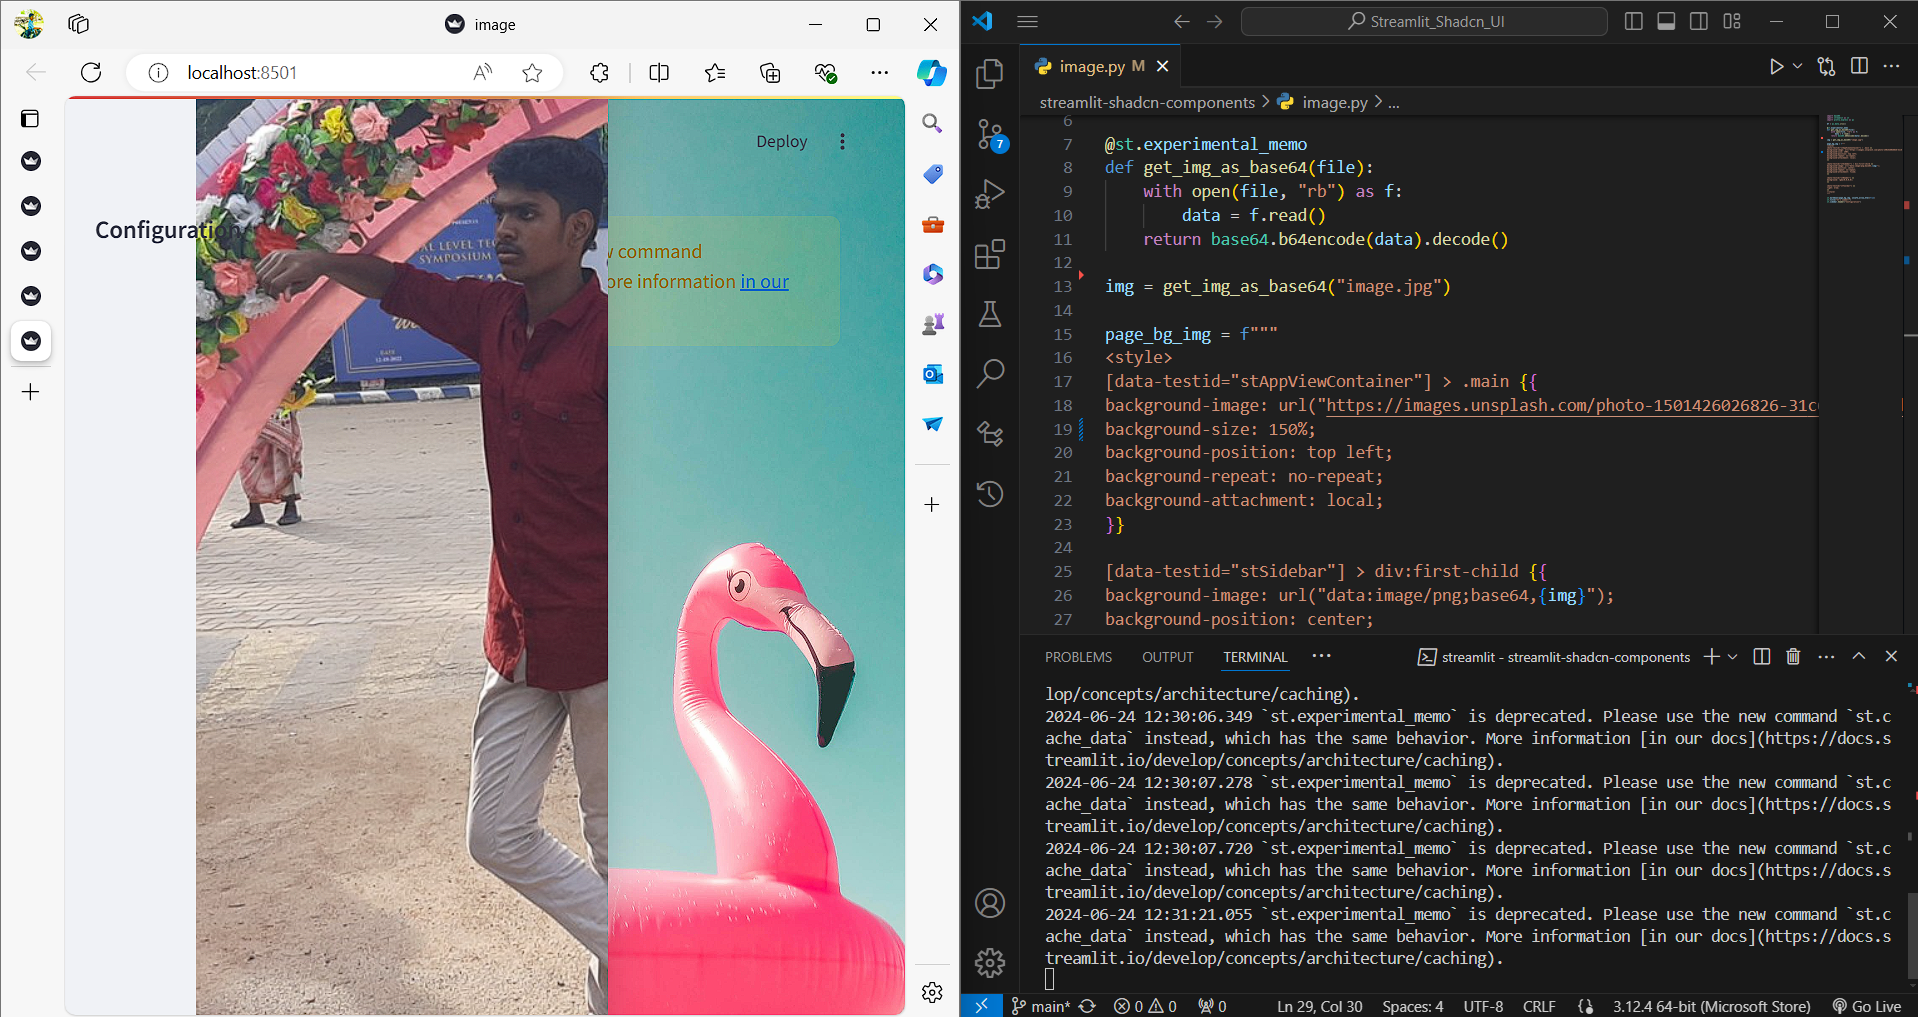 image
localhost:8501
Deploy
Configuration
AL LEVEL TEC
SYMPOSIUM
w command
ore information in our
Streamlit_Shadcn_UI
image.py M
streamlit-shadcn-components > image.py > ...
6
7 @st.experimental_memo
8 def get_img_as_base64(file):
9 with open(file, "rb") as f:
10 data = f.read()
11 return base64.b64encode(data).decode()
12
13 img = get_img_as_base64("image.jpg")
14
15 page_bg_img = f"""
16 <style>
17 [data-testid="stAppViewContainer"] > .main {{
18 background-image: url("https://images.unsplash.com/photo-1501426026826-31c
19 background-size: 150%;
20 background-position: top left;
21 background-repeat: no-repeat;
22 background-attachment: local;
23 }}
24
25 [data-testid="stSidebar"] > div:first-child {{
26 background-image: url("data:image/png;base64,{img}");
27 background-position: center;
7
PROBLEMS OUTPUT TERMINAL ... streamlit - streamlit-shadcn-components
lop/concepts/architecture/caching).
2024-06-24 12:30:06.349 `st.experimental_memo` is deprecated. Please use the new command `st.c
ache_data` instead, which has the same behavior. More information [in our docs](https://docs.s
treamlit.io/develop/concepts/architecture/caching).
2024-06-24 12:30:07.278 `st.experimental_memo` is deprecated. Please use the new command `st.c
ache_data` instead, which has the same behavior. More information [in our docs](https://docs.s
treamlit.io/develop/concepts/architecture/caching).
2024-06-24 12:30:07.720 `st.experimental_memo` is deprecated. Please use the new command `st.c
ache_data` instead, which has the same behavior. More information [in our docs](https://docs.s
treamlit.io/develop/concepts/architecture/caching).
2024-06-24 12:31:21.055 `st.experimental_memo` is deprecated. Please use the new command `st.c
ache_data` instead, which has the same behavior. More information [in our docs](https://docs.s
treamlit.io/develop/concepts/architecture/caching).
main* 0 0 0 Ln 29, Col 30 Spaces: 4 UTF-8 CRLF 3.12.4 64-bit (Microsoft Store) Go Live